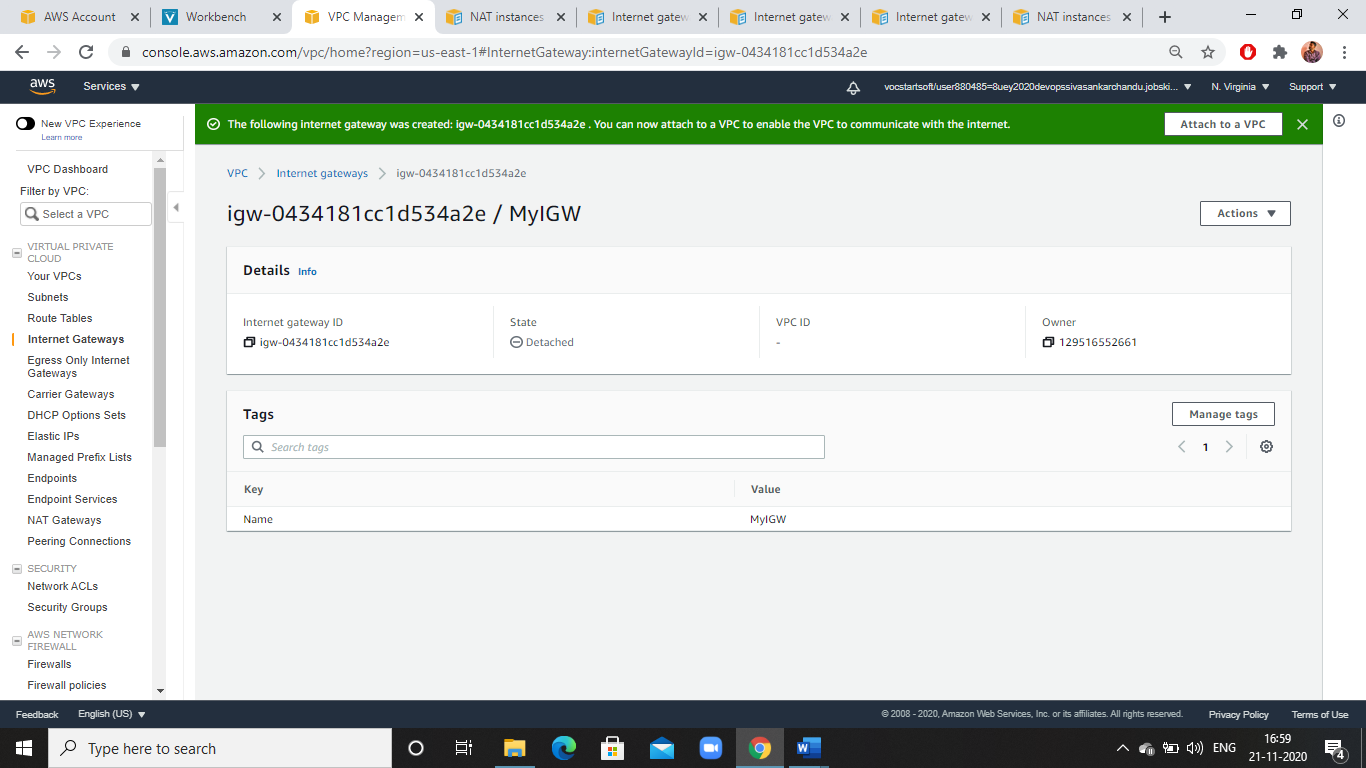 AWS Account
Workbench
VPC Managem
NAT instances
Internet gatew
Internet gatew
Internet gatew
NAT instances
console.aws.amazon.com/vpc/home?region=us-east-1#InternetGateway:internetGatewayId=igw-0434181cc1d534a2e
aws
Services
vocstartsoft/user880485=8uey2020devopssivasankarchandu.jobski...
N. Virginia
Support
New VPC Experience
Learn more
The following internet gateway was created: igw-0434181cc1d534a2e . You can now attach to a VPC to enable the VPC to communicate with the internet.
Attach to a VPC
VPC Dashboard
Filter by VPC:
Select a VPC
VIRTUAL PRIVATE
CLOUD
Your VPCs
Subnets
Route Tables
Internet Gateways
Egress Only Internet
Gateways
Carrier Gateways
DHCP Options Sets
Elastic IPs
Managed Prefix Lists
Endpoints
Endpoint Services
NAT Gateways
Peering Connections
SECURITY
Network ACLs
Security Groups
AWS NETWORK
FIREWALL
Firewalls
Firewall policies
VPC
Internet gateways
igw-0434181cc1d534a2e
igw-0434181cc1d534a2e / MyIGW
Actions
Details Info
Internet gateway ID
igw-0434181cc1d534a2e
State
Detached
VPC ID
-
Owner
129516552661
Tags
Manage tags
Search tags
1
Key
Value
Name
MyIGW
Feedback
English (US)
© 2008 - 2020, Amazon Web Services, Inc. or its affiliates. All rights reserved.
Privacy Policy
Terms of Use
Type here to search
ENG
16:59
21-11-2020
4